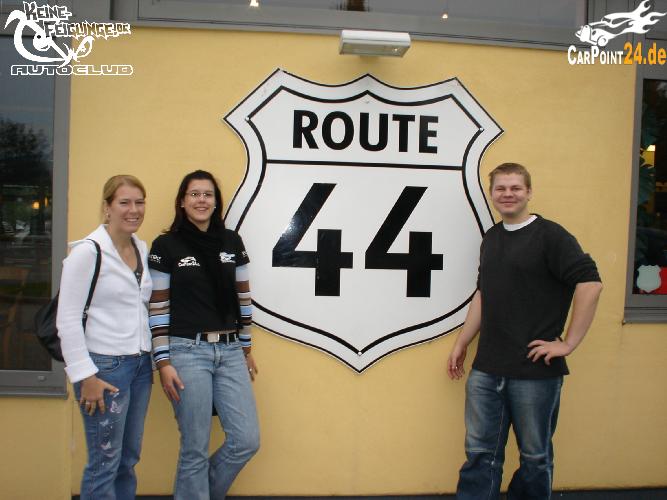 KEINE-
FEIGLINGE.DE
AUTOCLUB
CARPOINT24.de
ROUTE
44